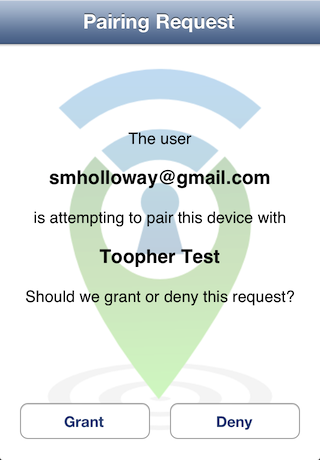 Pairing Request
The user
smholloway@gmail.com
is attempting to pair this device with
Toopher Test
Should we grant or deny this request?
Grant
Deny